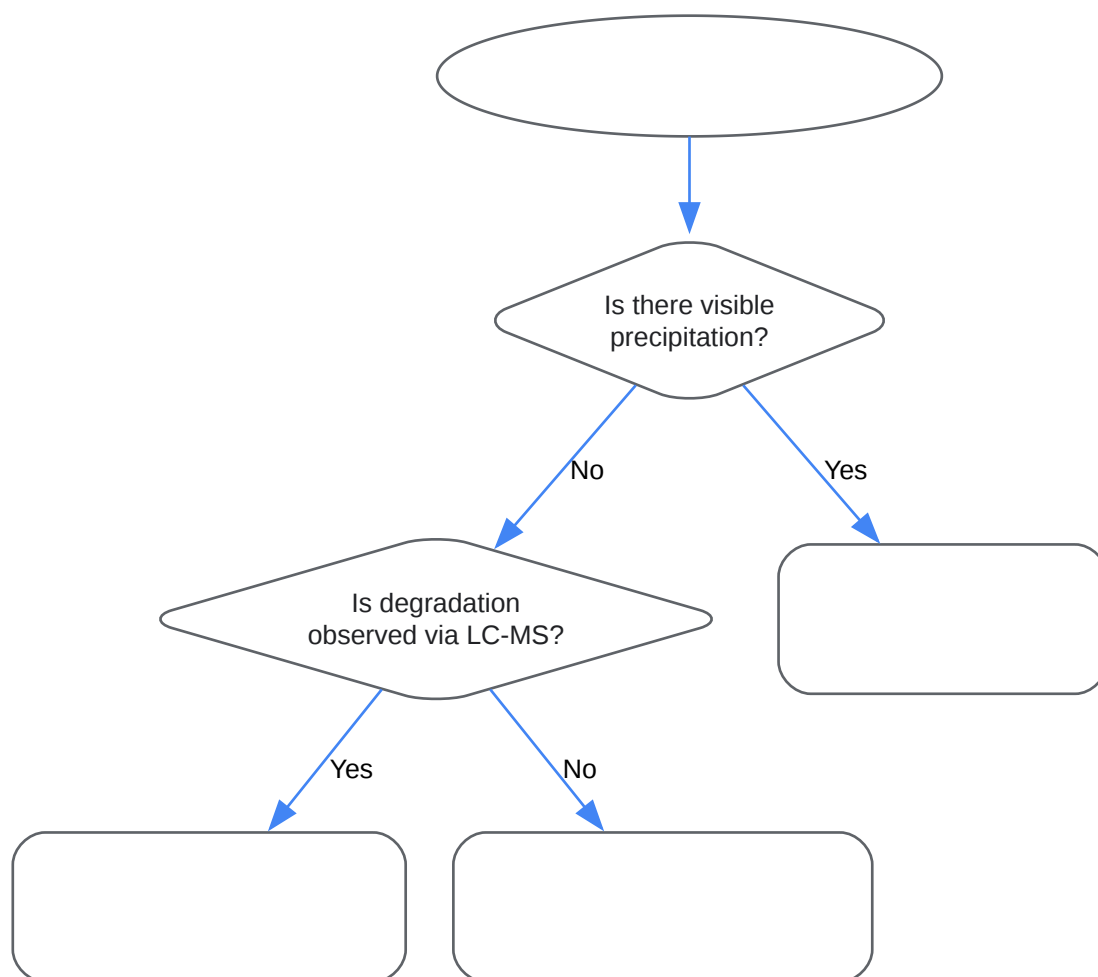 Is there visible
precipitation?
No
Yes
Is degradation
observed via LC-MS?
Yes
No